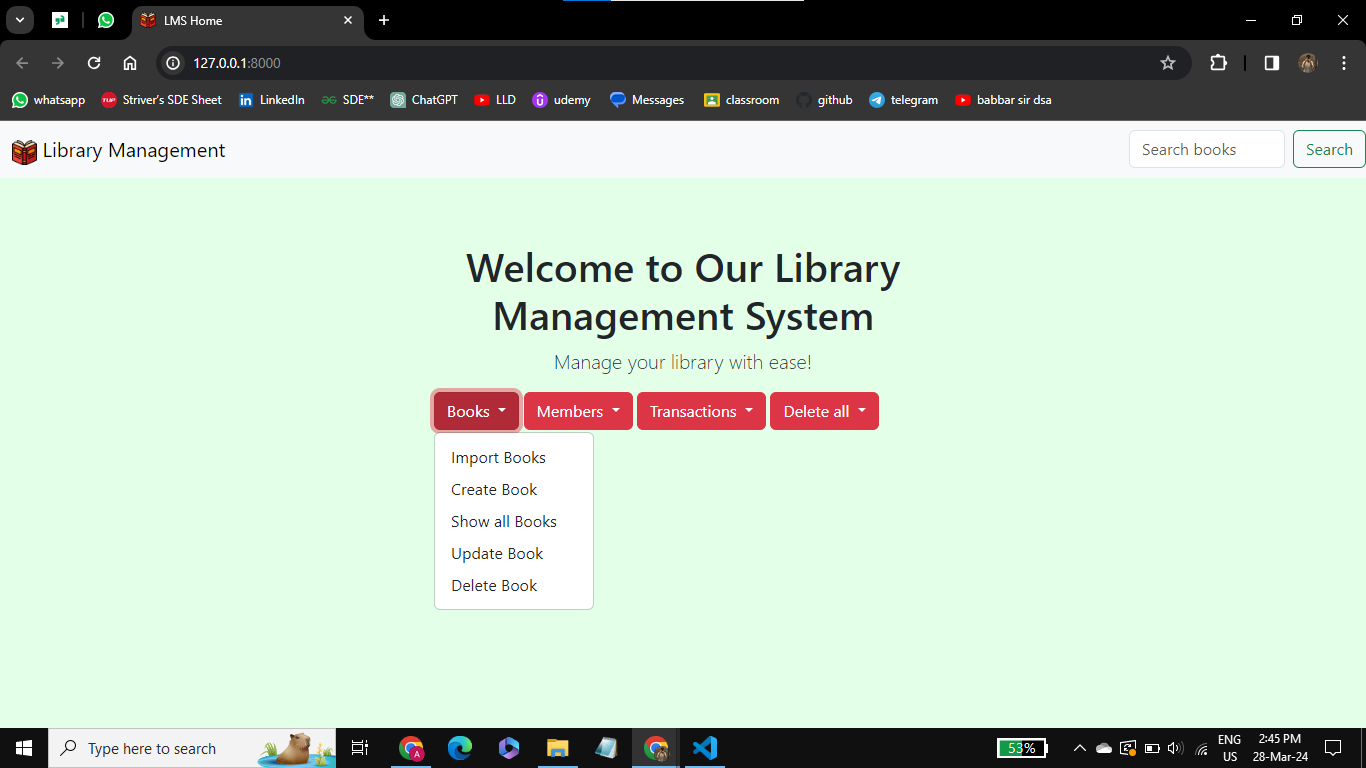 LMS Home
127.0.0.1:8000
whatsapp TUF Striver's SDE Sheet in LinkedIn GG SDE** ChatGPT LLD udemy Messages classroom github telegram babbar sir dsa
Library Management Search books Search
Welcome to Our Library
Management System
Manage your library with ease!
Books Members Transactions Delete all
Import Books
Create Book
Show all Books
Update Book
Delete Book
Type here to search A 53% ENG 2:45 PM
US 28-Mar-24